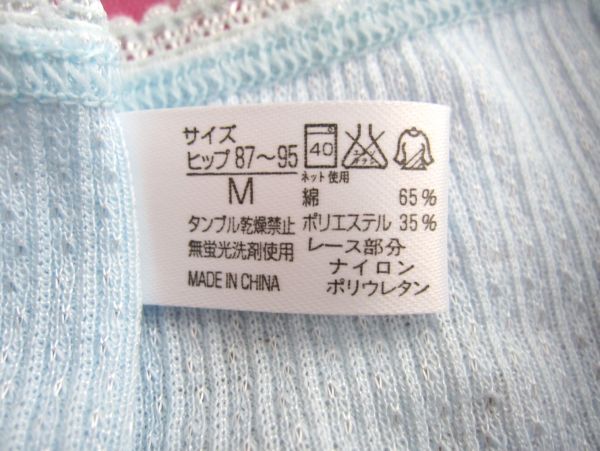 サイズ
ヒップ 87～95
M
タンブル乾燥禁止
無蛍光洗剤使用
MADE IN CHINA
40
ネット使用
綿 65%
ポリエステル 35%
レース部分
ナイロン
ポリウレタン